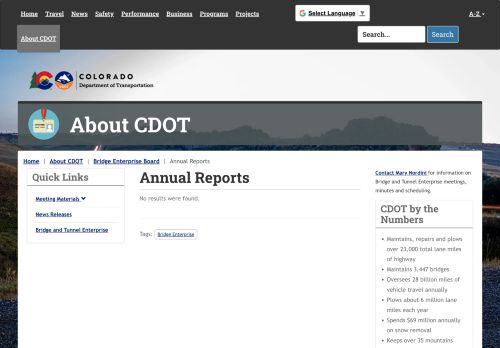 Home Travel News Safety Performance Business Programs Projects
Select Language ▼
A-Z
About CDOT
Search...
Search
COLORADO
Department of Transportation
About CDOT
Home | About CDOT | Bridge Enterprise Board | Annual Reports
Quick Links
Meeting Materials
News Releases
Bridge and Tunnel Enterprise
Annual Reports
No results were found.
Tags: Bridge Enterprise
Contact Mary Nordini for information on
Bridge and Tunnel Enterprise meetings,
minutes and scheduling.
CDOT by the
Numbers
• Maintains, repairs and plows
over 23,000 total lane miles
of highway
• Maintains 3,447 bridges
• Oversees 28 billion miles of
vehicle travel annually
• Plows about 6 million lane
miles each year
• Spends $69 million annually
on snow removal
• Keeps over 35 mountains